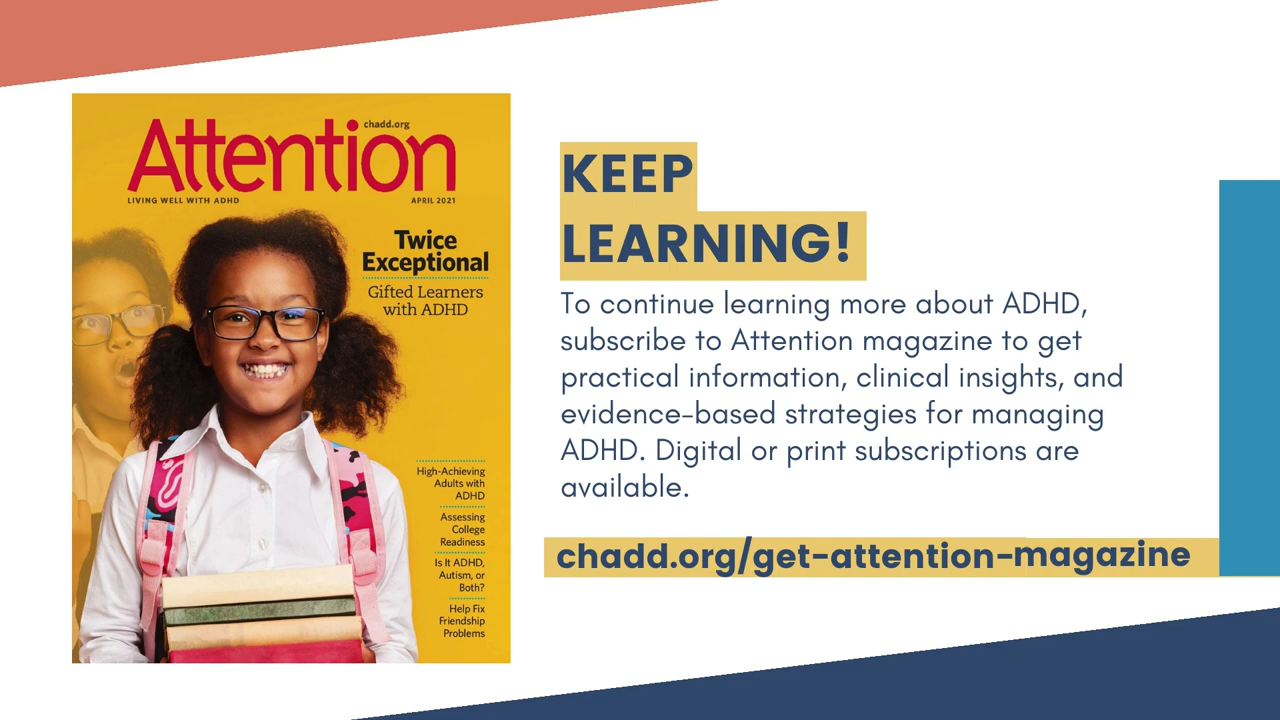 chadd.org
Attention
LIVING WELL WITH ADHD
APRIL 2021
Twice
Exceptional
Gifted Learners
with ADHD
High-Achieving
Adults with
ADHD
Assessing
College
Readiness
Is It ADHD,
Autism, or
Both?
Help Fix
Friendship
Problems
KEEP
LEARNING!
To continue learning more about ADHD,
subscribe to Attention magazine to get
practical information, clinical insights, and
evidence-based strategies for managing
ADHD. Digital or print subscriptions are
available.
chadd.org/get-attention-magazine